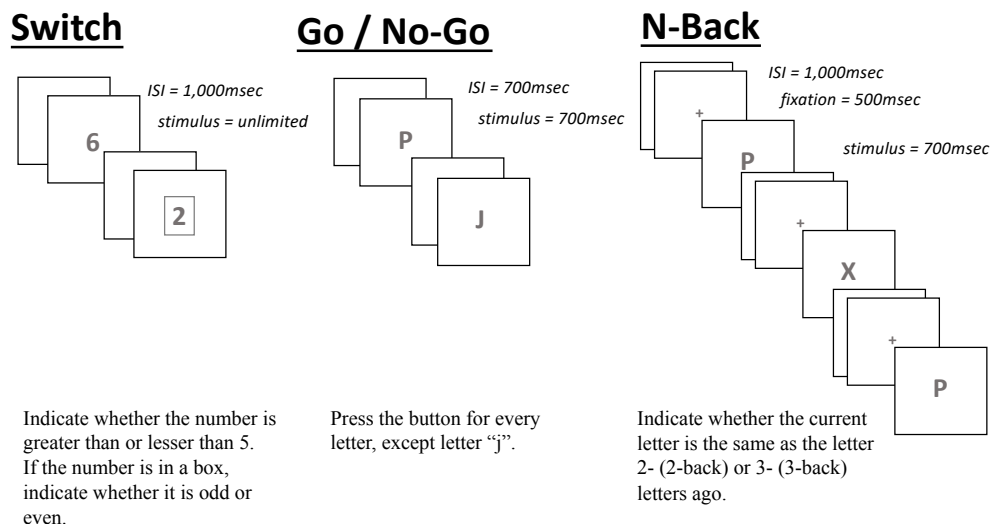 Switch
ISI = 1,000msec
stimulus = unlimited
6
2
Indicate whether the number is
greater than or lesser than 5.
If the number is in a box,
indicate whether it is odd or
even.
Go / No-Go
ISI = 700msec
stimulus = 700msec
P
J
Press the button for every
letter, except letter “j”.
N-Back
ISI = 1,000msec
fixation = 500msec
stimulus = 700msec
+
P
+
X
+
P
Indicate whether the current
letter is the same as the letter
2- (2-back) or 3- (3-back)
letters ago.